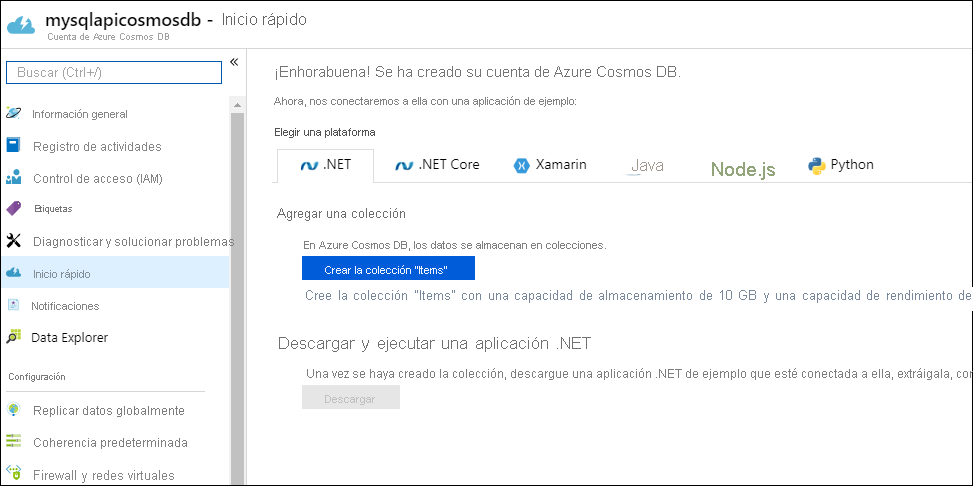 mysqlapicosmosdb - Inicio rápido
Cuenta de Azure Cosmos DB
Buscar (Ctrl+/)
«
Información general
Registro de actividades
Control de acceso (IAM)
Etiquetas
Diagnosticar y solucionar problemas
Inicio rápido
Notificaciones
Data Explorer
Configuración
Replicar datos globalmente
Coherencia predeterminada
Firewall y redes virtuales
¡Enhorabuena! Se ha creado su cuenta de Azure Cosmos DB.
Ahora, nos conectaremos a ella con una aplicación de ejemplo:
Elegir una plataforma
.NET .NET Core Xamarin Java Node.js Python
Agregar una colección
En Azure Cosmos DB, los datos se almacenan en colecciones.
Crear la colección "Items"
Cree la colección "Items" con una capacidad de almacenamiento de 10 GB y una capacidad de rendimiento de
Descargar y ejecutar una aplicación .NET
Una vez se haya creado la colección, descargue una aplicación .NET de ejemplo que esté conectada a ella, extráigala, con
Descargar